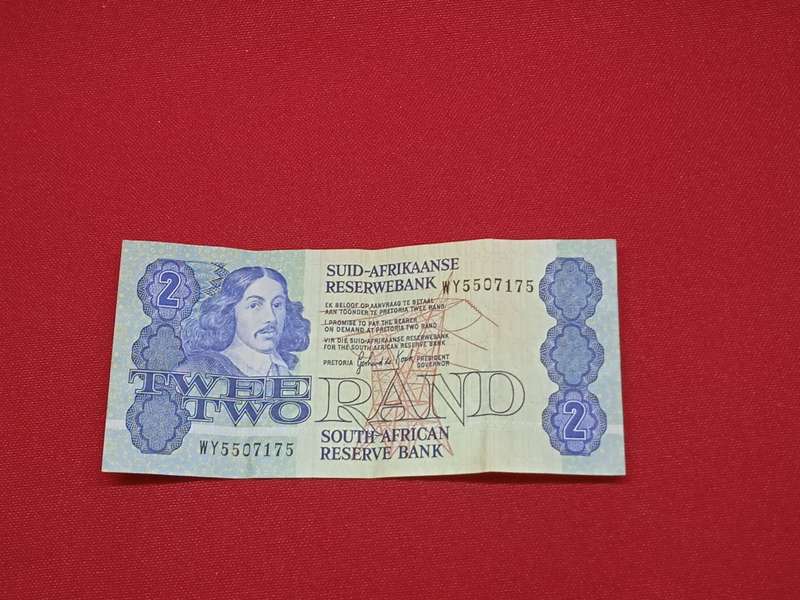 2
SUID-AFRIKAANSE
RESERWEBANK WY5507175
EK BELOOF OP AANVRAAG TE BETAAL
AAN TOONDER TE PRETORIA TWEE RAND
I PROMISE TO PAY THE BEARER
ON DEMAND AT PRETORIA TWO RAND
VIR DIE SUID-AFRIKAANSE RESERWEBANK
FOR THE SOUTH AFRICAN RESERVE BANK
PRETORIA PRESIDENT
GOVERNOR
TWEE
TWO RAND
2
SOUTH AFRICAN
RESERVE BANK
WY5507175